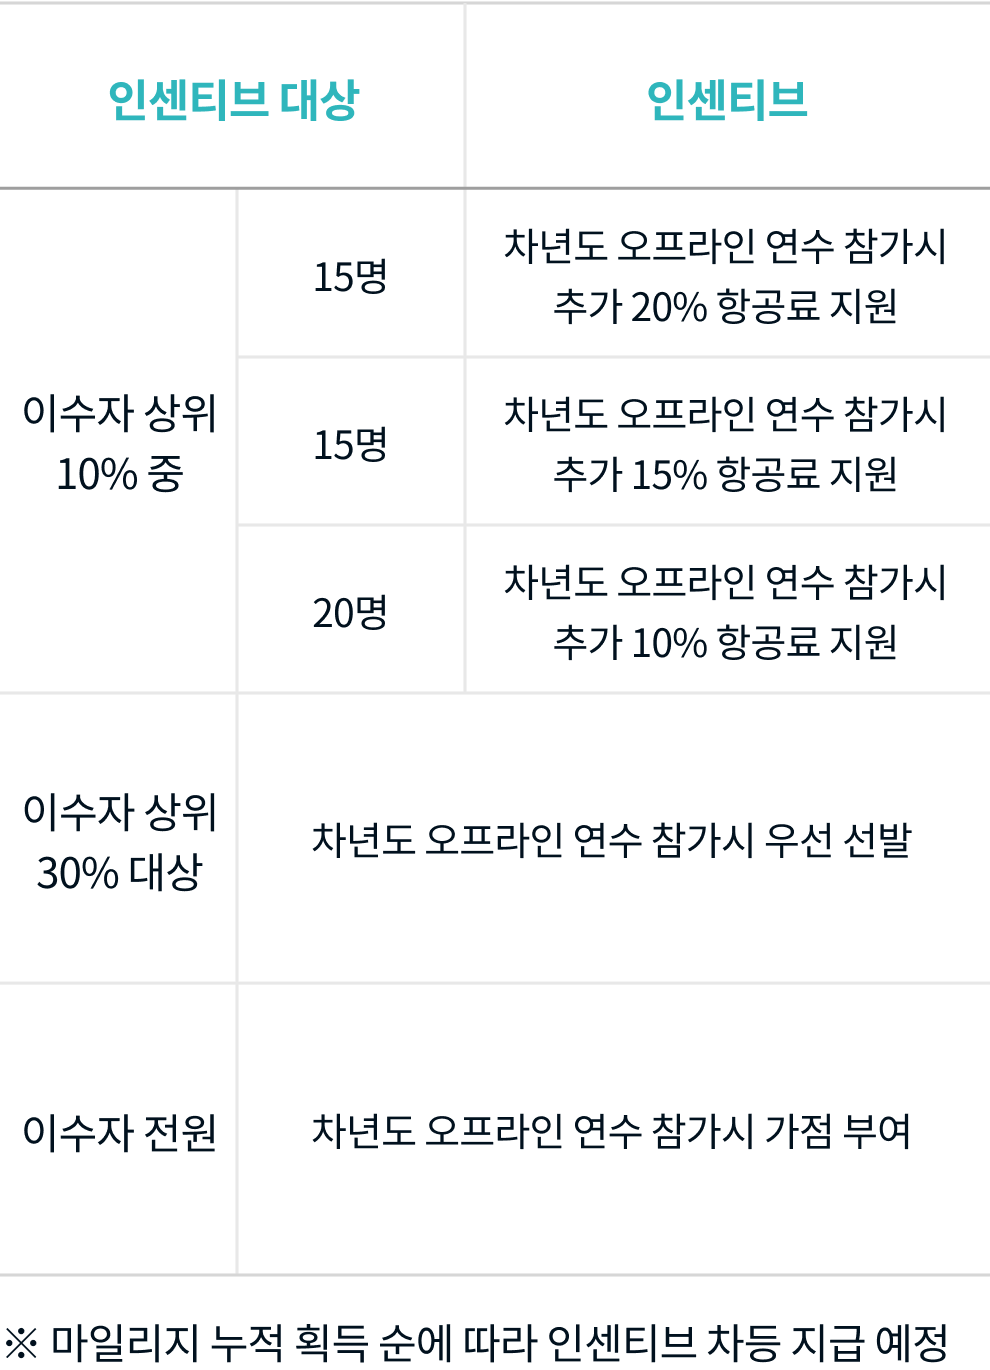 인센티브 대상
인센티브
이수자 상위
10% 중
15명
차년도 오프라인 연수 참가시
추가 20% 항공료 지원
15명
차년도 오프라인 연수 참가시
추가 15% 항공료 지원
20명
차년도 오프라인 연수 참가시
추가 10% 항공료 지원
이수자 상위
30% 대상
차년도 오프라인 연수 참가시 우선 선발
이수자 전원
차년도 오프라인 연수 참가시 가점 부여
※ 마일리지 누적 획득 순에 따라 인센티브 차등 지급 예정